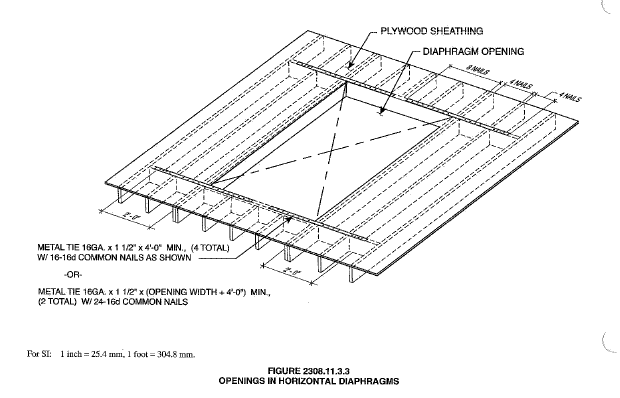 PLYWOOD SHEATHING
DIAPHRAGM OPENING
8 NAILS
4 NAILS
4 NAILS
2'-0"
METAL TIE 16GA. x 1 1/2" x 4'-0" MIN., (4 TOTAL)
W/ 16-16d COMMON NAILS AS SHOWN
-OR-
2'-0"
METAL TIE 16GA. x 1 1/2" x (OPENING WIDTH + 4'-0") MIN.,
(2 TOTAL) W/ 24-16d COMMON NAILS
For SI: 1 inch = 25.4 mm, 1 foot = 304.8 mm.
FIGURE 2308.11.3.3
OPENINGS IN HORIZONTAL DIAPHRAGMS